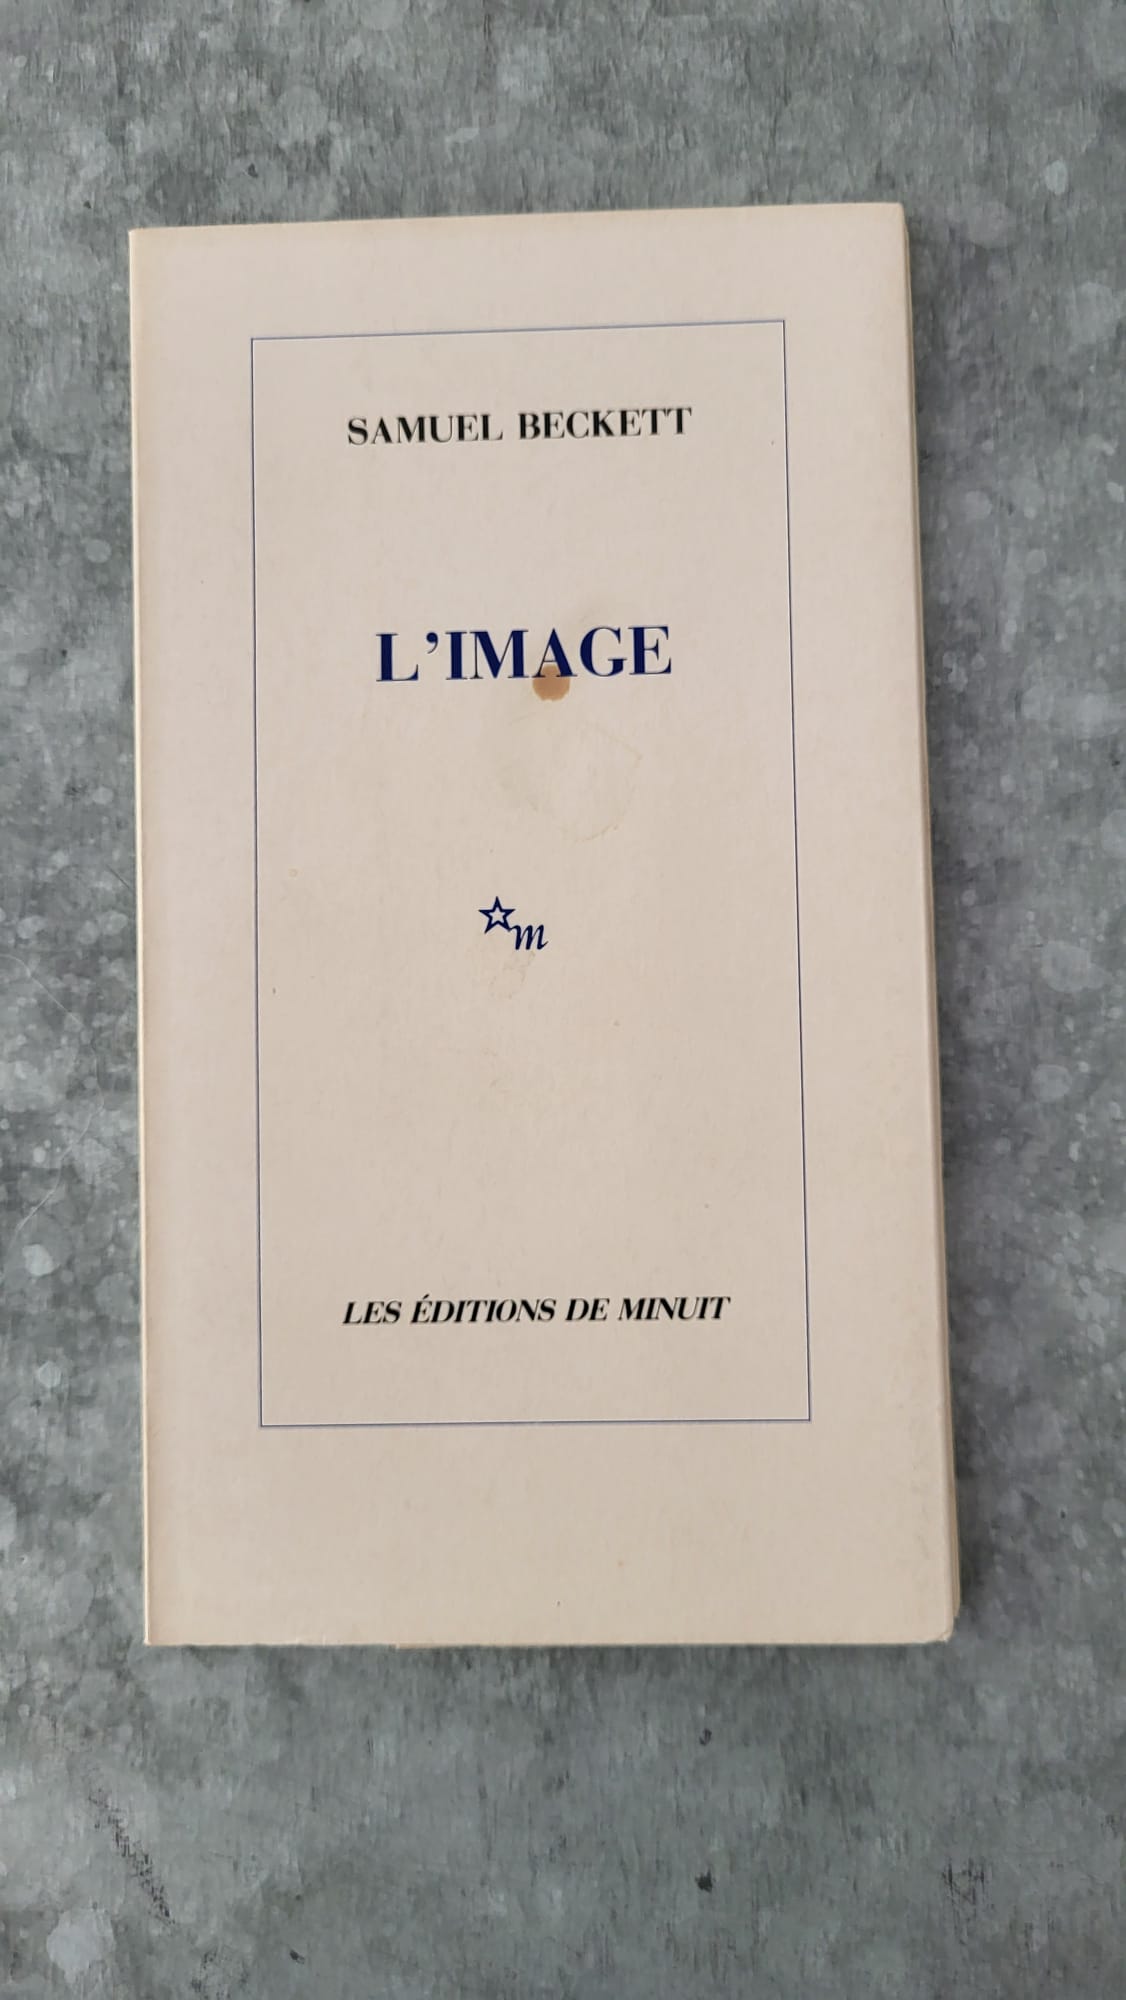 SAMUEL BECKETT
L'IMAGE
m
LES ÉDITIONS DE MINUIT